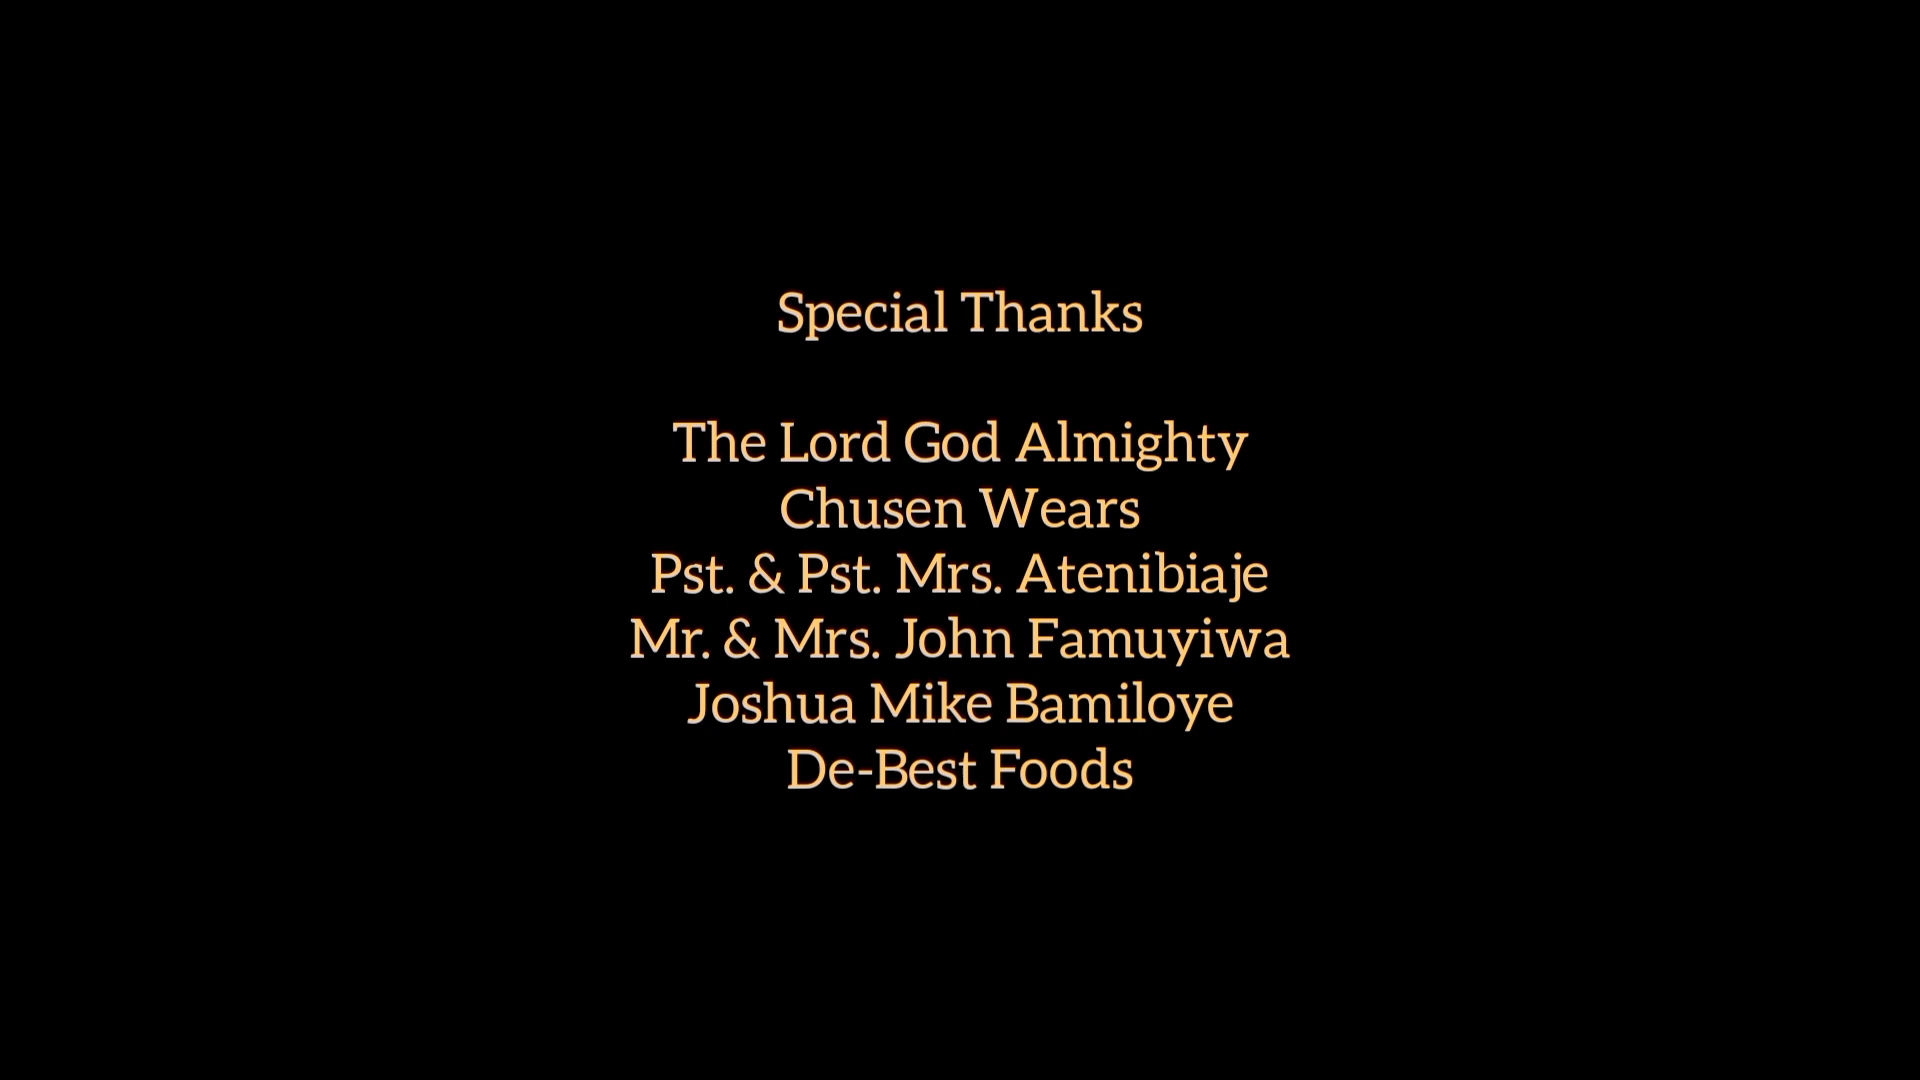 Special Thanks
The Lord God Almighty
Chusen Wears
Pst. & Pst. Mrs. Atenibiaje
Mr. & Mrs. John Famuyiwa
Joshua Mike Bamiloye
De-Best Foods